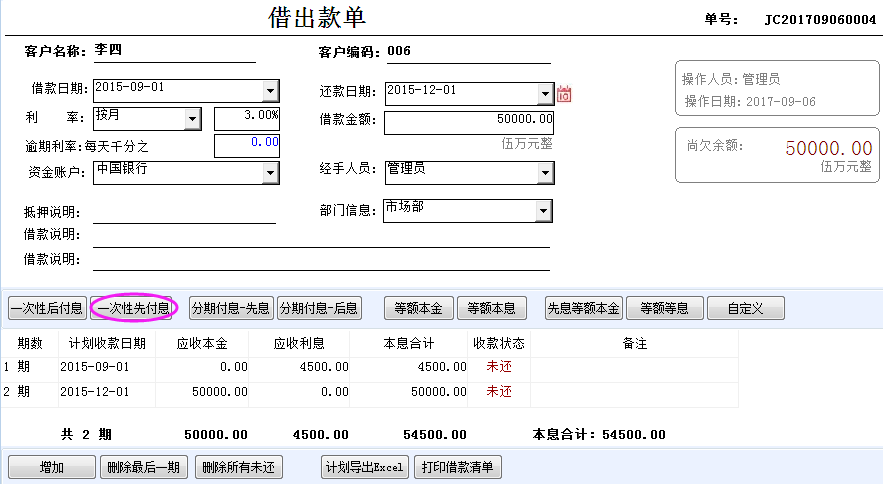 借出款单
单号： JC201709060004
客户名称： 李四
客户编码： 006
借款日期： 2015-09-01
还款日期： 2015-12-01
操作人员： 管理员
利 率： 按月 3.00%
借款金额： 50000.00
操作日期： 2017-09-06
逾期利率： 每天千分之 0.00
伍万元整
尚欠余额： 50000.00
伍万元整
资金账户： 中国银行
经手人员： 管理员
抵押说明：
部门信息： 市场部
借款说明：
借款说明：
一次性后付息 一次性先付息 分期付息-先息 分期付息-后息 等额本金 等额本息 先息等额本金 等额等息 自定义
期数 计划收款日期 应收本金 应收利息 本息合计 收款状态 备注
1 期 2015-09-01 0.00 4500.00 4500.00 未还
2 期 2015-12-01 50000.00 0.00 50000.00 未还
共 2 期 50000.00 4500.00 54500.00 本息合计：54500.00
增加 删除最后一期 删除所有未还 计划导出Excel 打印借款清单